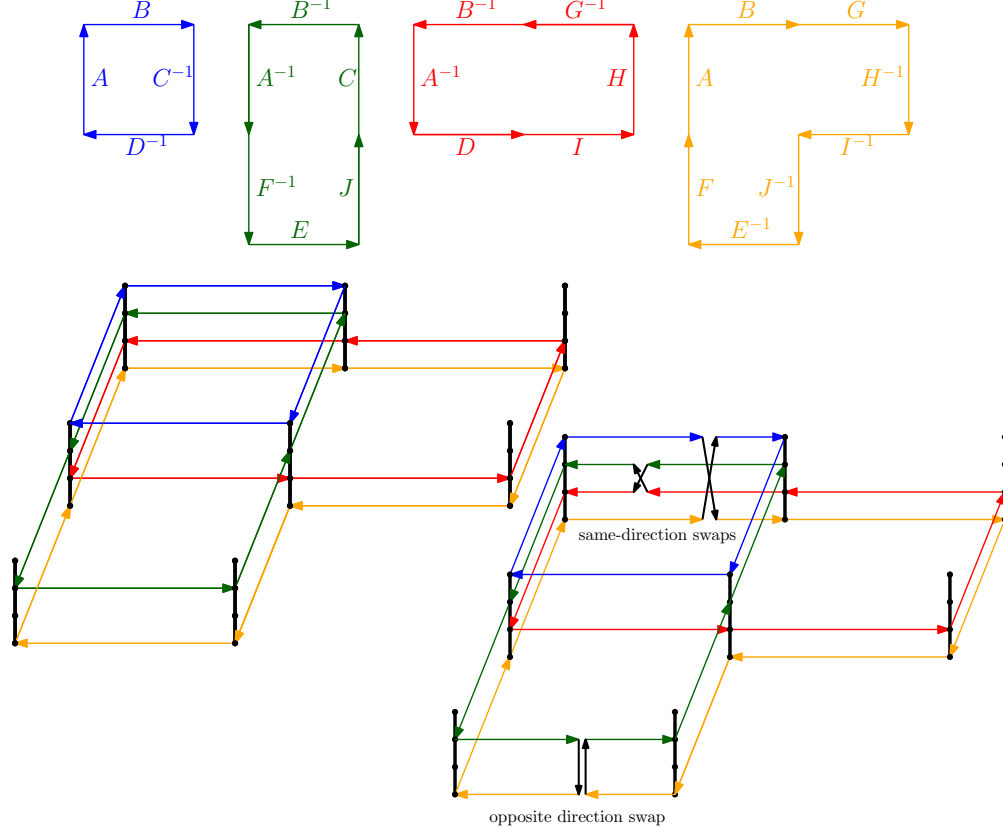 B B⁻¹ B⁻¹ G⁻¹ B G
A C⁻¹ A⁻¹ C A⁻¹ H A H⁻¹
D⁻¹ D I I⁻¹
F⁻¹ J F J⁻¹
E E⁻¹
same-direction swaps
opposite direction swap